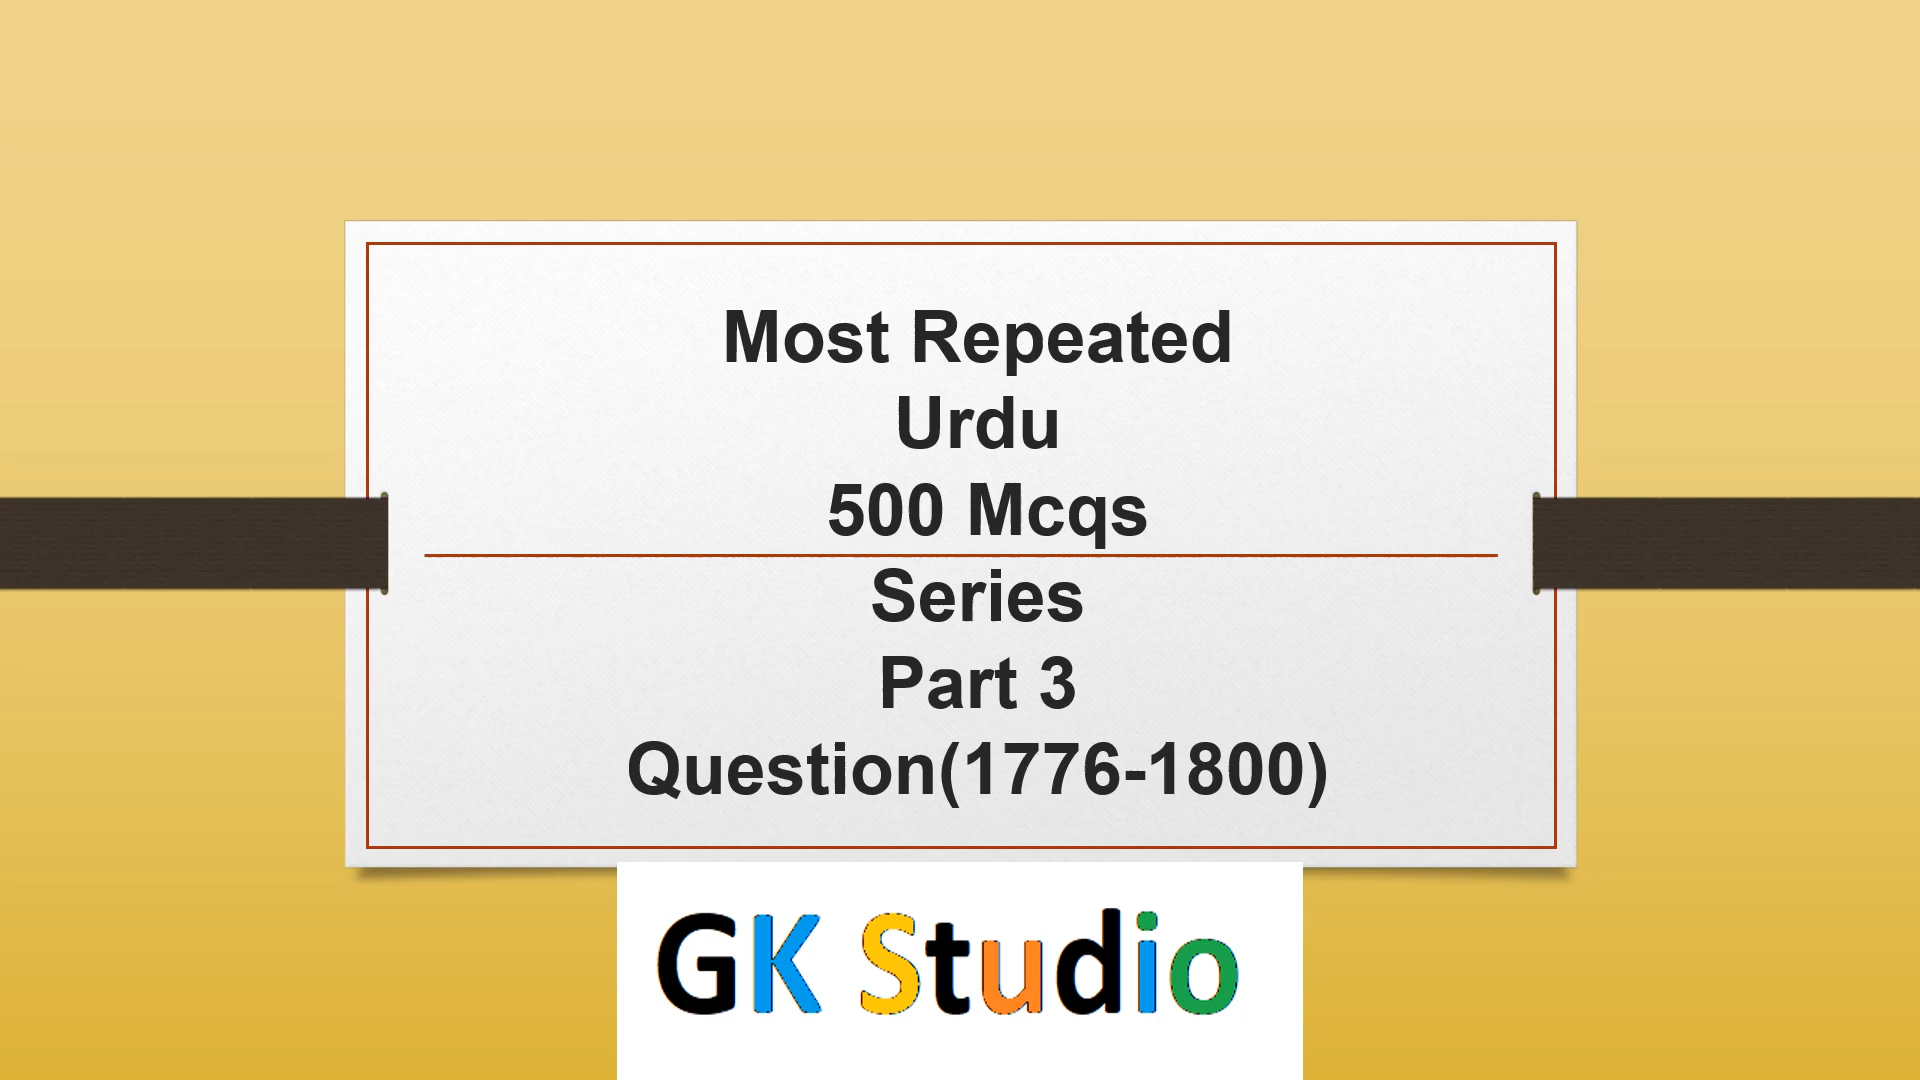 Most Repeated
Urdu
500 Mcqs
Series
Part 3
Question(1776-1800)
GK Studio